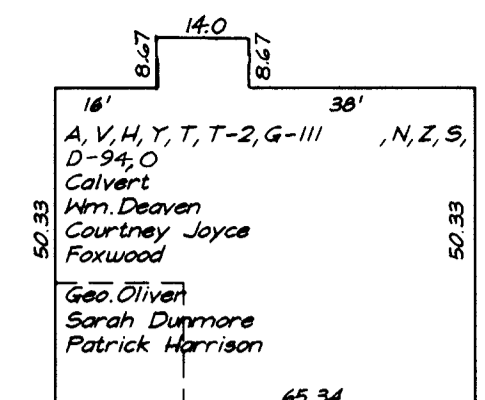 14.0
8.67
8.67
16'
38'
A, V, H, Y, T, T-2, G-111 , N, Z, S,
D-94, O
Calvert
Wm. Deaven
Courtney Joyce
Foxwood
50.33
50.33
Geo. Oliver
Sarah Dunmore
Patrick Harrison
65.34